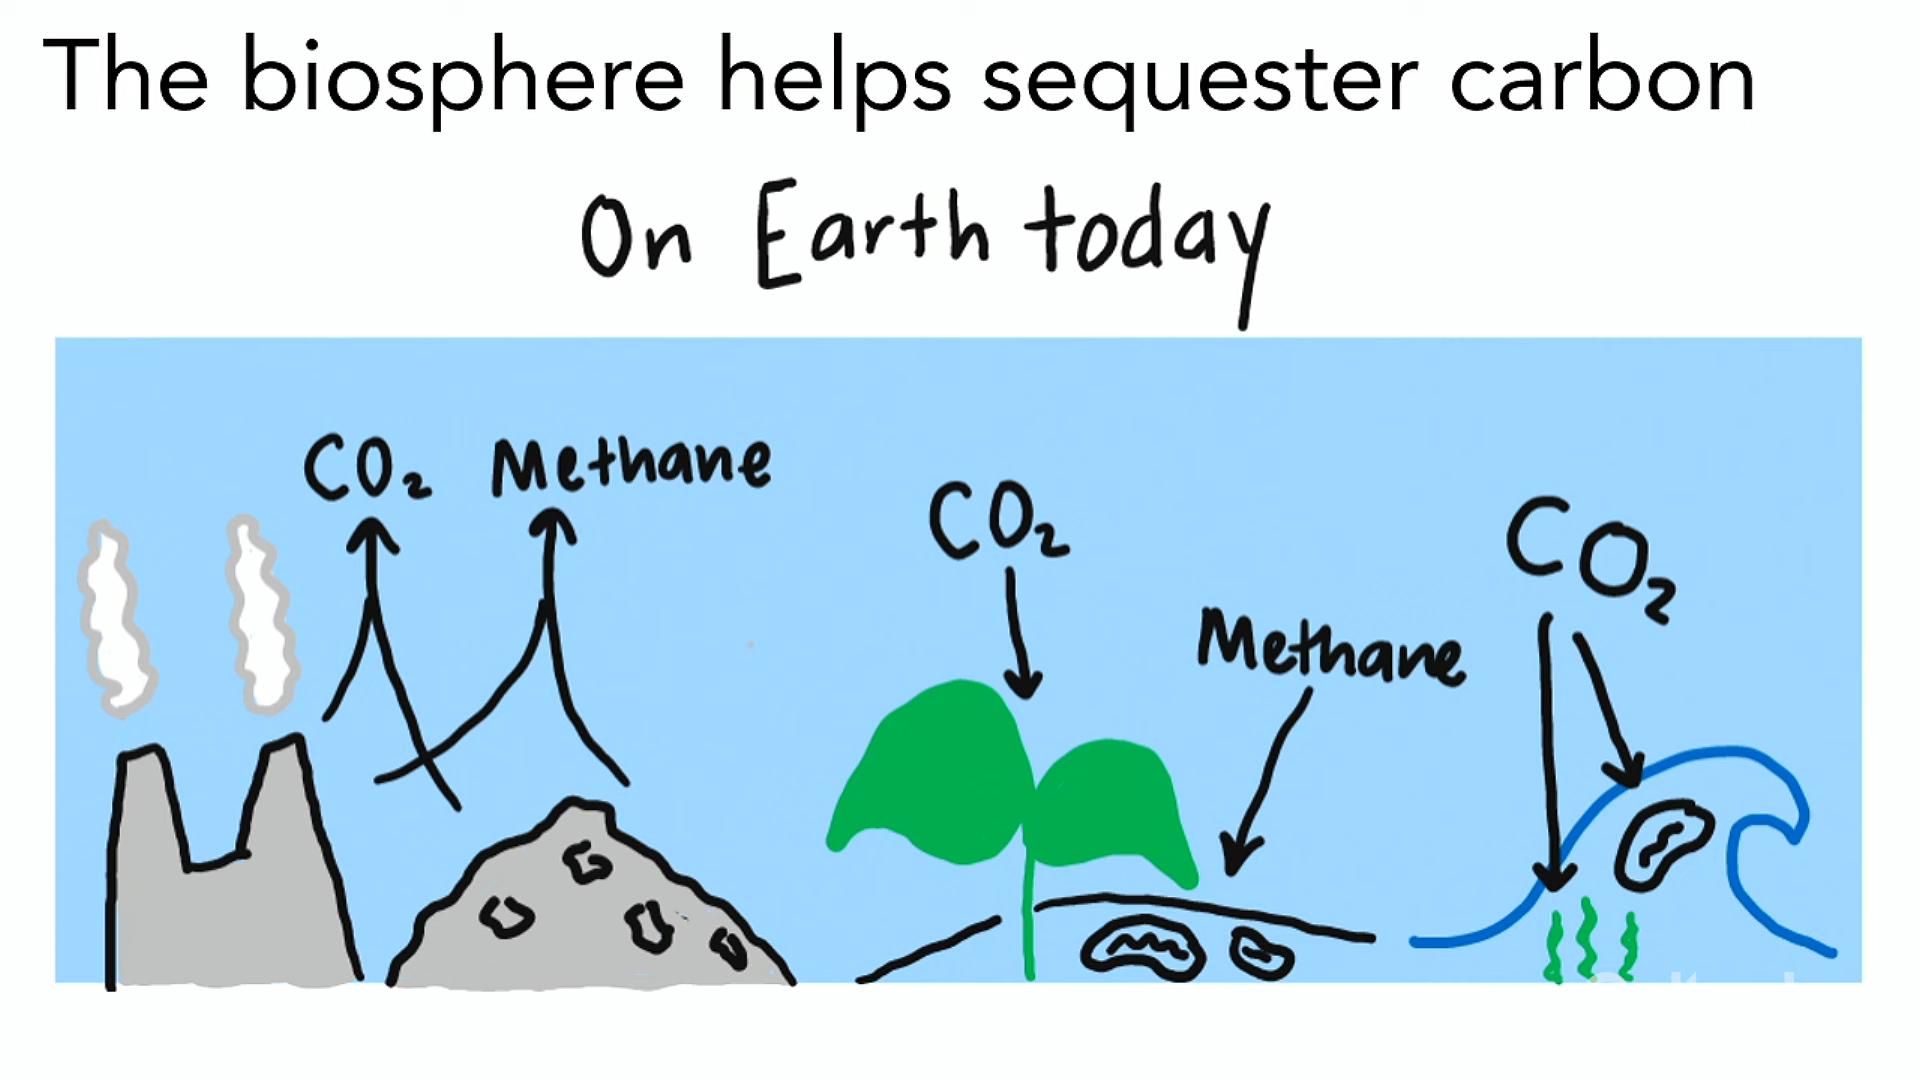 The biosphere helps sequester carbon
On Earth today
CO₂ Methane
CO₂
Methane
CO₂